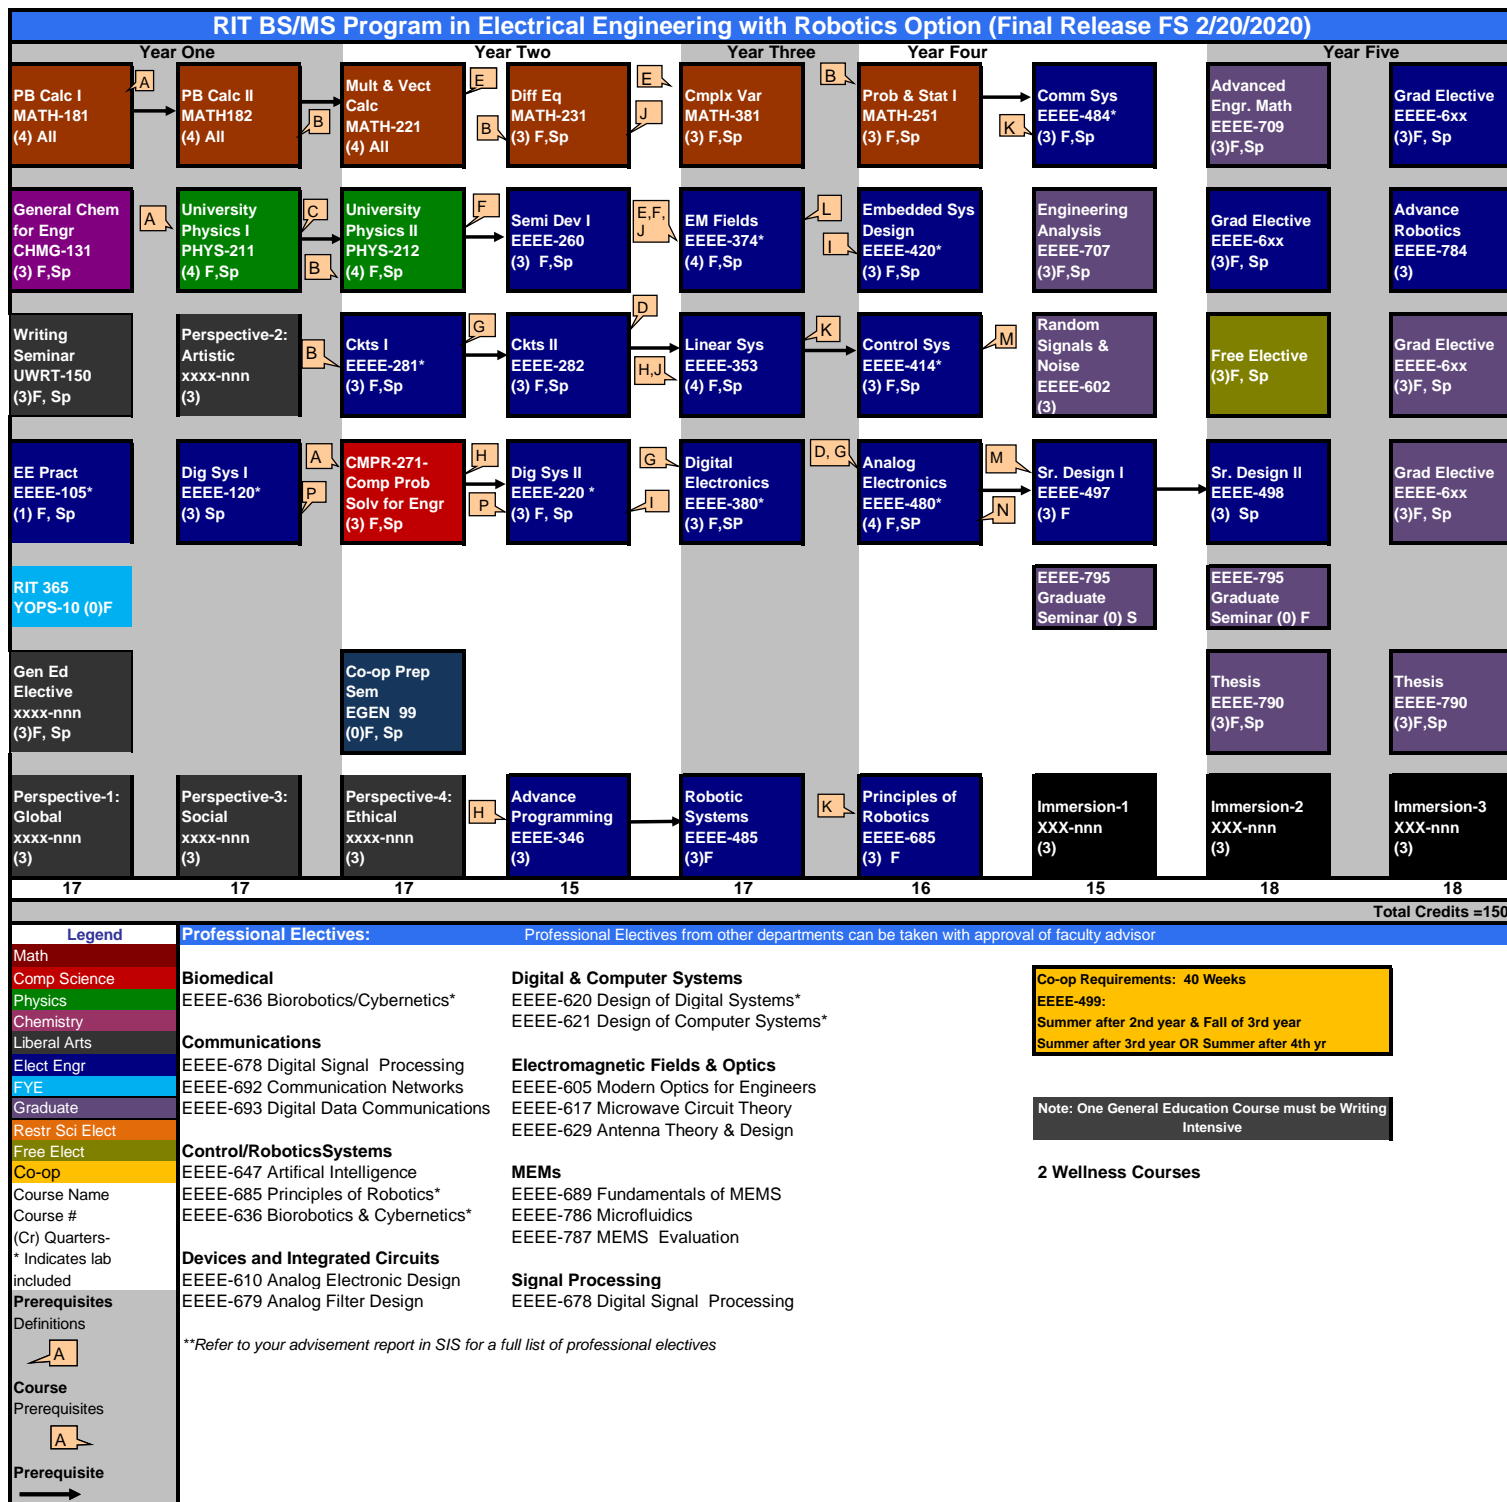 RIT BS/MS Program in Electrical Engineering with Robotics Option (Final Release FS 2/20/2020)
Year One
Year Two
Year Three
Year Four
Year Five
PB Calc I
MATH-181
(4) All
A
PB Calc II
MATH182
(4) All
B
Mult & Vect
Calc
MATH-221
(4) All
E
B
Diff Eq
MATH-231
(3) F,Sp
E
J
Cmplx Var
MATH-381
(3) F,Sp
B
Prob & Stat I
MATH-251
(3) F,Sp
K
Comm Sys
EEEE-484*
(3) F,Sp
Advanced
Engr. Math
EEEE-709
(3)F,Sp
Grad Elective
EEEE-6xx
(3)F, Sp
General Chem
for Engr
CHMG-131
(3) F,Sp
A
University
Physics I
PHYS-211
(4) F,Sp
C
B
University
Physics II
PHYS-212
(4) F,Sp
F
Semi Dev I
EEEE-260
(3) F,Sp
E,F,
J
EM Fields
EEEE-374*
(4) F,Sp
L
I
Embedded Sys
Design
EEEE-420*
(3) F,Sp
Engineering
Analysis
EEEE-707
(3)F,Sp
Grad Elective
EEEE-6xx
(3)F, Sp
Advance
Robotics
EEEE-784
(3)
Writing
Seminar
UWRT-150
(3)F, Sp
Perspective-2:
Artistic
xxxx-nnn
(3)
B
Ckts I
EEEE-281*
(3) F,Sp
G
Ckts II
EEEE-282
(3) F,Sp
D
H,J
Linear Sys
EEEE-353
(4) F,Sp
K
Control Sys
EEEE-414*
(3) F,Sp
M
Random
Signals &
Noise
EEEE-602
(3)
Free Elective
(3)F, Sp
Grad Elective
EEEE-6xx
(3)F, Sp
EE Pract
EEEE-105*
(1) F, Sp
Dig Sys I
EEEE-120*
(3) Sp
A
P
CMPR-271-
Comp Prob
Solv for Engr
(3) F,Sp
H
P
Dig Sys II
EEEE-220 *
(3) F, Sp
G
I
Digital
Electronics
EEEE-380*
(3) F,SP
D, G
Analog
Electronics
EEEE-480*
(4) F,SP
M
N
Sr. Design I
EEEE-497
(3) F
Sr. Design II
EEEE-498
(3) Sp
Grad Elective
EEEE-6xx
(3)F, Sp
RIT 365
YOPS-10 (0)F
EEEE-795
Graduate
Seminar (0) S
EEEE-795
Graduate
Seminar (0) F
Gen Ed
Elective
xxxx-nnn
(3)F, Sp
Co-op Prep
Sem
EGEN 99
(0)F, Sp
Thesis
EEEE-790
(3)F,Sp
Thesis
EEEE-790
(3)F,Sp
Perspective-1:
Global
xxxx-nnn
(3)
Perspective-3:
Social
xxxx-nnn
(3)
Perspective-4:
Ethical
xxxx-nnn
(3)
H
Advance
Programming
EEEE-346
(3)
Robotic
Systems
EEEE-485
(3)F
K
Principles of
Robotics
EEEE-685
(3) F
Immersion-1
XXX-nnn
(3)
Immersion-2
XXX-nnn
(3)
Immersion-3
XXX-nnn
(3)
17 17 17 15 17 16 15 18 18
Total Credits =150
Legend
Math
Comp Science
Physics
Chemistry
Liberal Arts
Elect Engr
FYE
Graduate
Restr Sci Elect
Free Elect
Co-op
Course Name
Course #
(Cr) Quarters-
* Indicates lab
included
Prerequisites
Definitions
A
Course
Prerequisites
A
Prerequisite
Professional Electives: Professional Electives from other departments can be taken with approval of faculty advisor
Biomedical
EEEE-636 Biorobotics/Cybernetics*
Communications
EEEE-678 Digital Signal Processing
EEEE-692 Communication Networks
EEEE-693 Digital Data Communications
Control/RoboticsSystems
EEEE-647 Artifical Intelligence
EEEE-685 Principles of Robotics*
EEEE-636 Biorobotics & Cybernetics*
Devices and Integrated Circuits
EEEE-610 Analog Electronic Design
EEEE-679 Analog Filter Design
Digital & Computer Systems
EEEE-620 Design of Digital Systems*
EEEE-621 Design of Computer Systems*
Electromagnetic Fields & Optics
EEEE-605 Modern Optics for Engineers
EEEE-617 Microwave Circuit Theory
EEEE-629 Antenna Theory & Design
MEMs
EEEE-689 Fundamentals of MEMS
EEEE-786 Microfluidics
EEEE-787 MEMS Evaluation
Signal Processing
EEEE-678 Digital Signal Processing
**Refer to your advisement report in SIS for a full list of professional electives
Co-op Requirements: 40 Weeks
EEEE-499:
Summer after 2nd year & Fall of 3rd year
Summer after 3rd year OR Summer after 4th yr
Note: One General Education Course must be Writing
Intensive
2 Wellness Courses